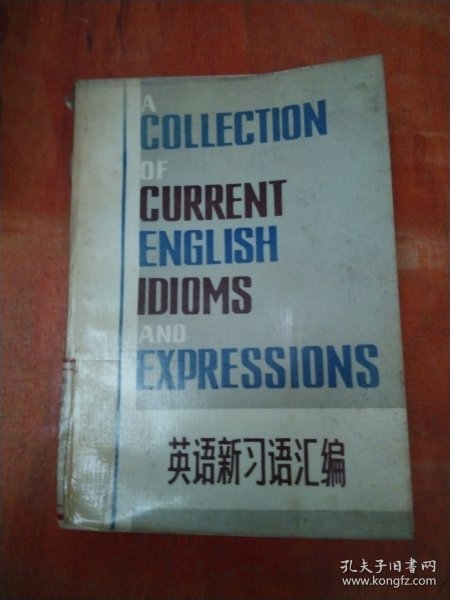 A
COLLECTION
OF
CURRENT
ENGLISH
IDIOMS
AND
EXPRESSIONS
英语新习语汇编
孔夫子旧书网
www.kongfz.com